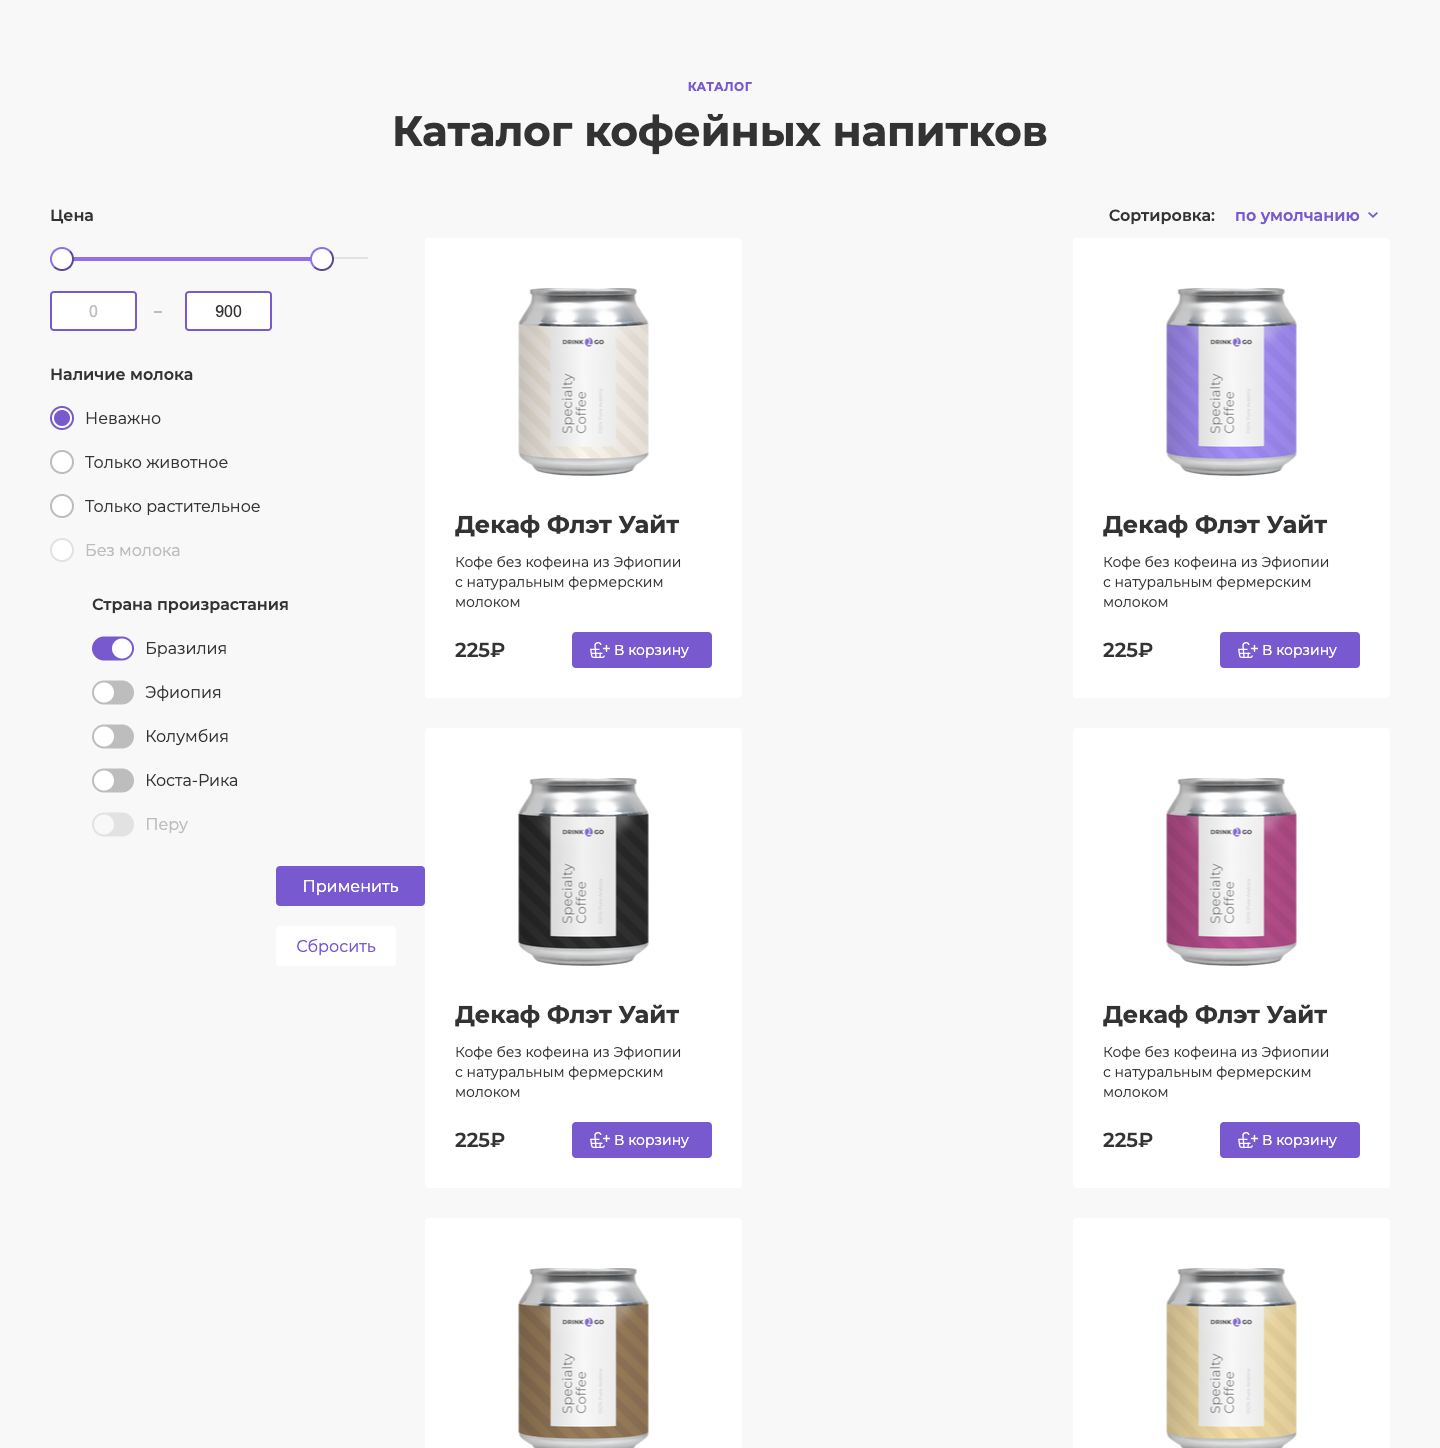 КАТАЛОГ
Каталог кофейных напитков
Цена
0
–
900
Наличие молока
Неважно
Только животное
Только растительное
Без молока
Страна произрастания
Бразилия
Эфиопия
Колумбия
Коста-Рика
Перу
Применить
Сбросить
Сортировка: по умолчанию
DRINK 2 GO
Specialty
Coffee
Декаф Флэт Уайт
Кофе без кофеина из Эфиопии
с натуральным фермерским
молоком
225₽
В корзину
DRINK 2 GO
Specialty
Coffee
Декаф Флэт Уайт
Кофе без кофеина из Эфиопии
с натуральным фермерским
молоком
225₽
В корзину
DRINK 2 GO
Specialty
Coffee
Декаф Флэт Уайт
Кофе без кофеина из Эфиопии
с натуральным фермерским
молоком
225₽
В корзину
DRINK 2 GO
Specialty
Coffee
Декаф Флэт Уайт
Кофе без кофеина из Эфиопии
с натуральным фермерским
молоком
225₽
В корзину
DRINK 2 GO
Specialty
Coffee
DRINK 2 GO
Specialty
Coffee